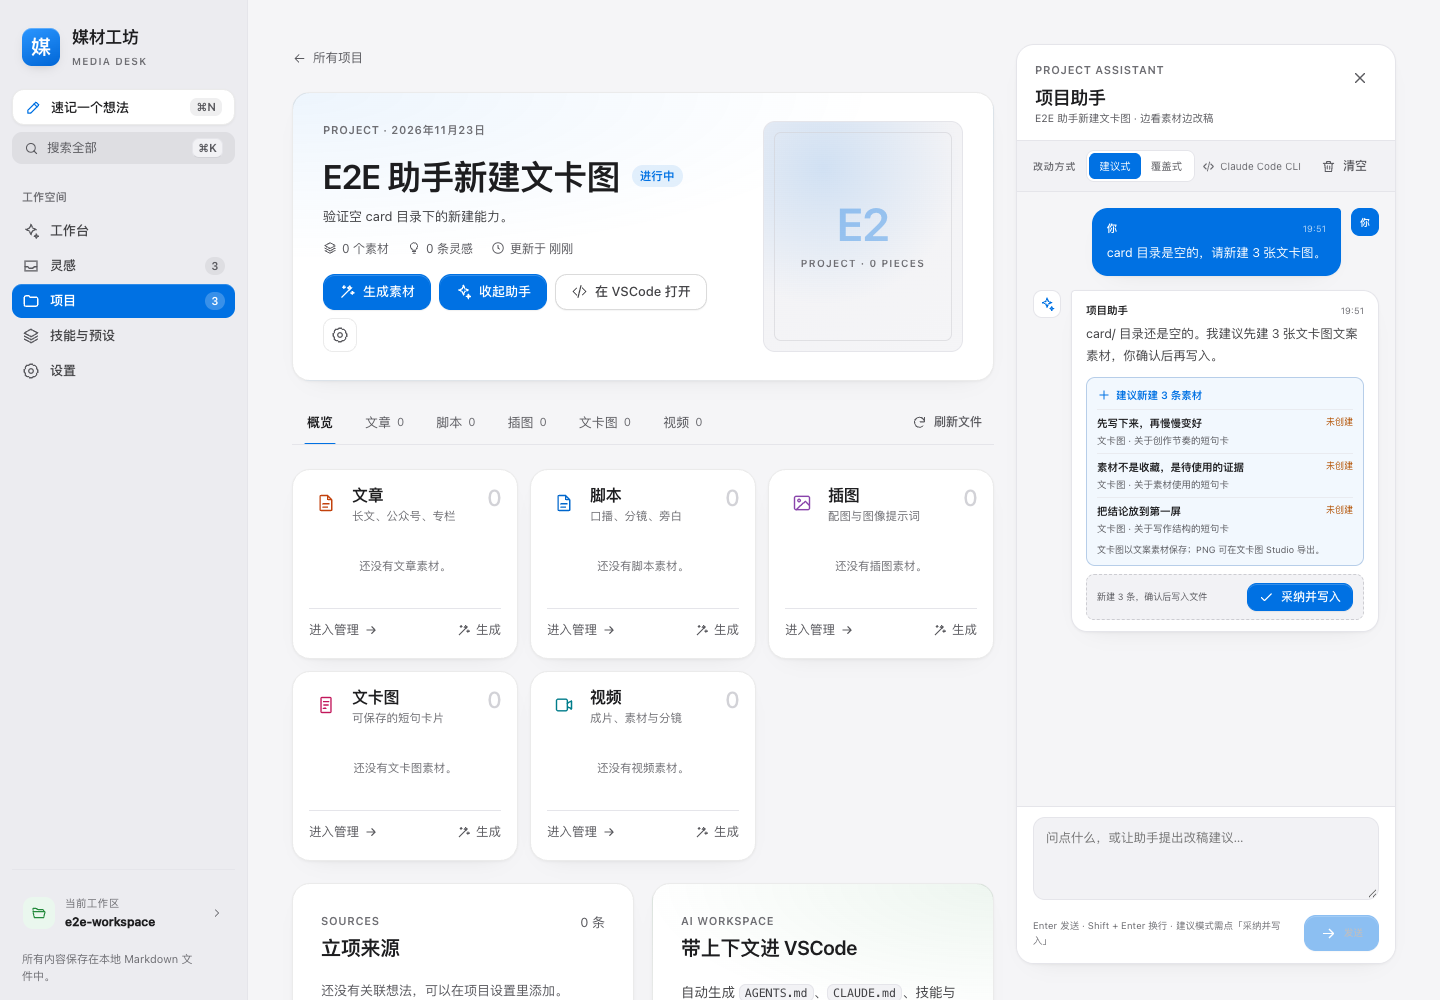 媒
媒材工坊
MEDIA DESK
速记一个想法
⌘N
搜索全部
⌘K
工作空间
工作台
灵感
3
项目
3
技能与预设
设置
当前工作区
e2e-workspace
所有内容保存在本地 Markdown 文
件中。
所有项目
PROJECT · 2026年11月23日
E2E 助手新建文卡图
进行中
验证空 card 目录下的新建能力。
0 个素材
0 条灵感
更新于 刚刚
生成素材
收起助手
在 VSCode 打开
E2
PROJECT · 0 PIECES
概览
文章 0
脚本 0
插图 0
文卡图 0
视频 0
刷新文件
文章
0
长文、公众号、专栏
还没有文章素材。
进入管理
生成
脚本
0
口播、分镜、旁白
还没有脚本素材。
进入管理
生成
插图
0
配图与图像提示词
还没有插图素材。
进入管理
生成
文卡图
0
可保存的短句卡片
还没有文卡图素材。
进入管理
生成
视频
0
成片、素材与分镜
还没有视频素材。
进入管理
生成
SOURCES
立项来源
0 条
还没有关联想法，可以在项目设置里添加。
AI WORKSPACE
带上下文进 VSCode
自动生成 AGENTS.md 、 CLAUDE.md 、技能与
PROJECT ASSISTANT
项目助手
E2E 助手新建文卡图 · 边看素材边改稿
改动方式
建议式
覆盖式
Claude Code CLI
清空
你
19:51
card 目录是空的，请新建 3 张文卡图。
你
项目助手
19:51
card/ 目录还是空的。我建议先建 3 张文卡图文案
素材，你确认后再写入。
建议新建 3 条素材
先写下来，再慢慢变好
未创建
文卡图 · 关于创作节奏的短句卡
素材不是收藏，是待使用的证据
未创建
文卡图 · 关于素材使用的短句卡
把结论放到第一屏
未创建
文卡图 · 关于写作结构的短句卡
文卡图以文案素材保存；PNG 可在文卡图 Studio 导出。
新建 3 条，确认后写入文件
采纳并写入
问点什么，或让助手提出改稿建议…
Enter 发送 · Shift + Enter 换行 · 建议模式需点「采纳并写
入」
发送